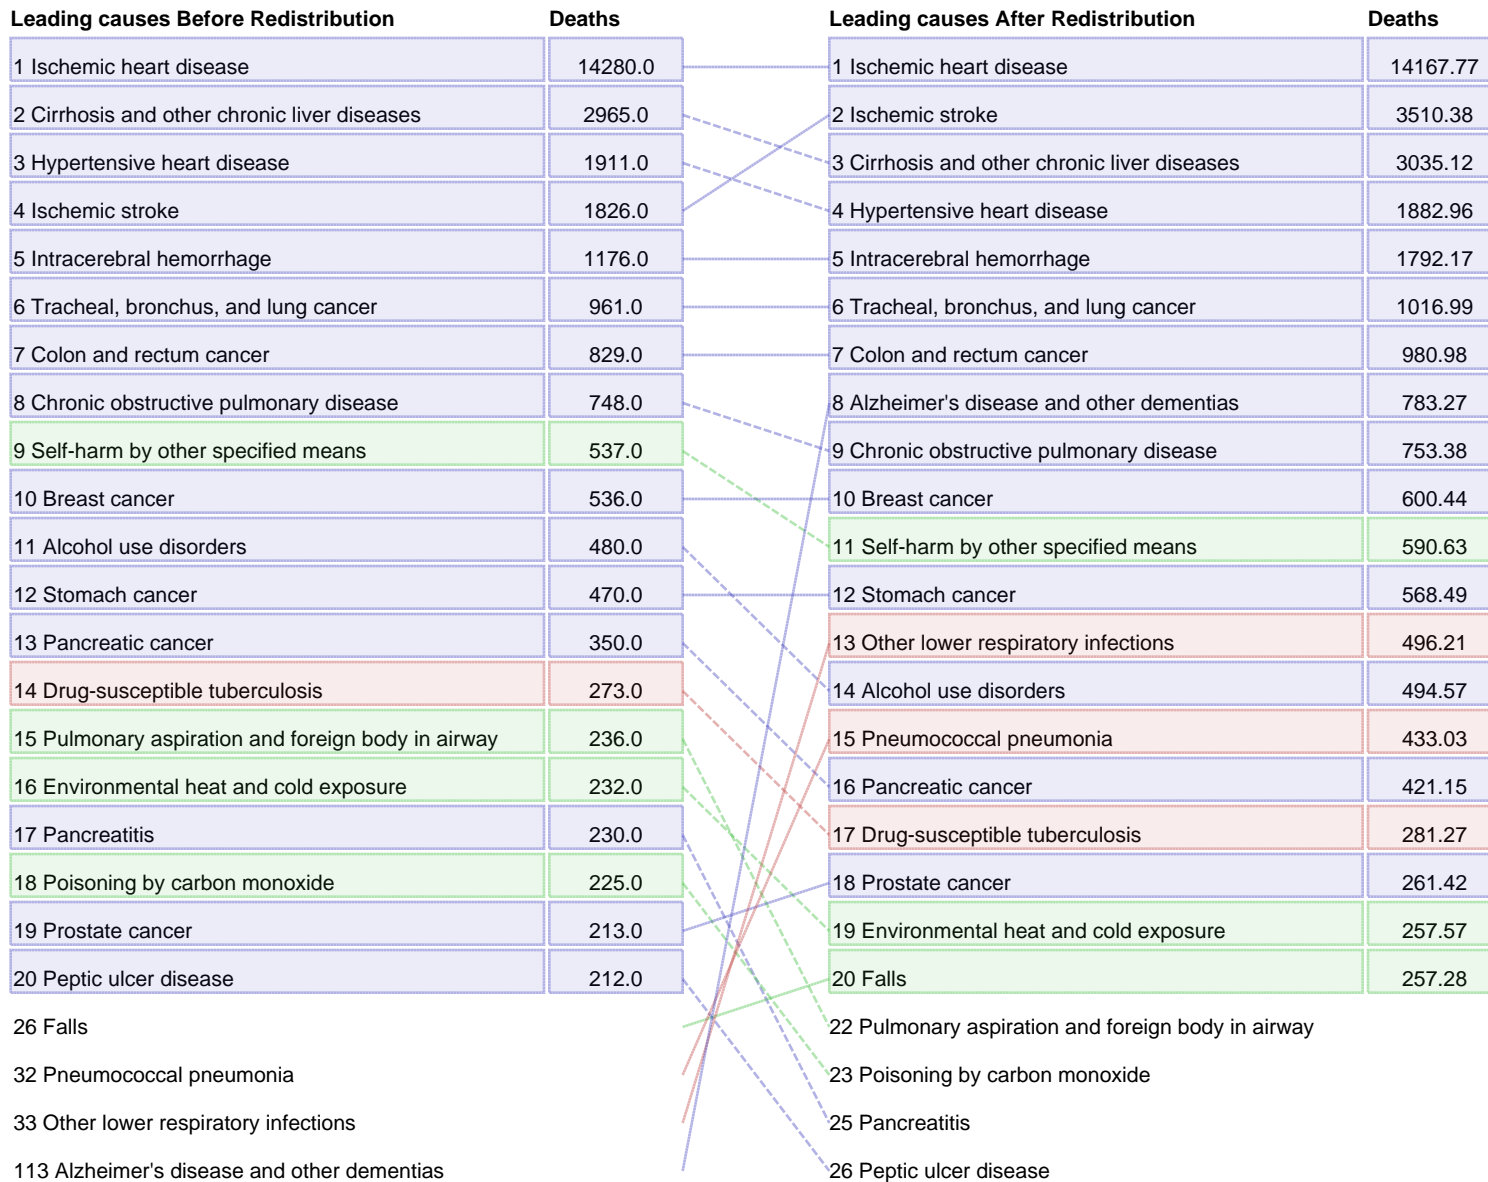 Leading causes Before Redistribution Deaths Leading causes After Redistribution Deaths
1 Ischemic heart disease 14280.0 1 Ischemic heart disease 14167.77
2 Cirrhosis and other chronic liver diseases 2965.0 2 Ischemic stroke 3510.38
3 Hypertensive heart disease 1911.0 3 Cirrhosis and other chronic liver diseases 3035.12
4 Ischemic stroke 1826.0 4 Hypertensive heart disease 1882.96
5 Intracerebral hemorrhage 1176.0 5 Intracerebral hemorrhage 1792.17
6 Tracheal, bronchus, and lung cancer 961.0 6 Tracheal, bronchus, and lung cancer 1016.99
7 Colon and rectum cancer 829.0 7 Colon and rectum cancer 980.98
8 Chronic obstructive pulmonary disease 748.0 8 Alzheimer's disease and other dementias 783.27
9 Self-harm by other specified means 537.0 9 Chronic obstructive pulmonary disease 753.38
10 Breast cancer 536.0 10 Breast cancer 600.44
11 Alcohol use disorders 480.0 11 Self-harm by other specified means 590.63
12 Stomach cancer 470.0 12 Stomach cancer 568.49
13 Pancreatic cancer 350.0 13 Other lower respiratory infections 496.21
14 Drug-susceptible tuberculosis 273.0 14 Alcohol use disorders 494.57
15 Pulmonary aspiration and foreign body in airway 236.0 15 Pneumococcal pneumonia 433.03
16 Environmental heat and cold exposure 232.0 16 Pancreatic cancer 421.15
17 Pancreatitis 230.0 17 Drug-susceptible tuberculosis 281.27
18 Poisoning by carbon monoxide 225.0 18 Prostate cancer 261.42
19 Prostate cancer 213.0 19 Environmental heat and cold exposure 257.57
20 Peptic ulcer disease 212.0 20 Falls 257.28
26 Falls 22 Pulmonary aspiration and foreign body in airway
32 Pneumococcal pneumonia 23 Poisoning by carbon monoxide
33 Other lower respiratory infections 25 Pancreatitis
113 Alzheimer's disease and other dementias 26 Peptic ulcer disease